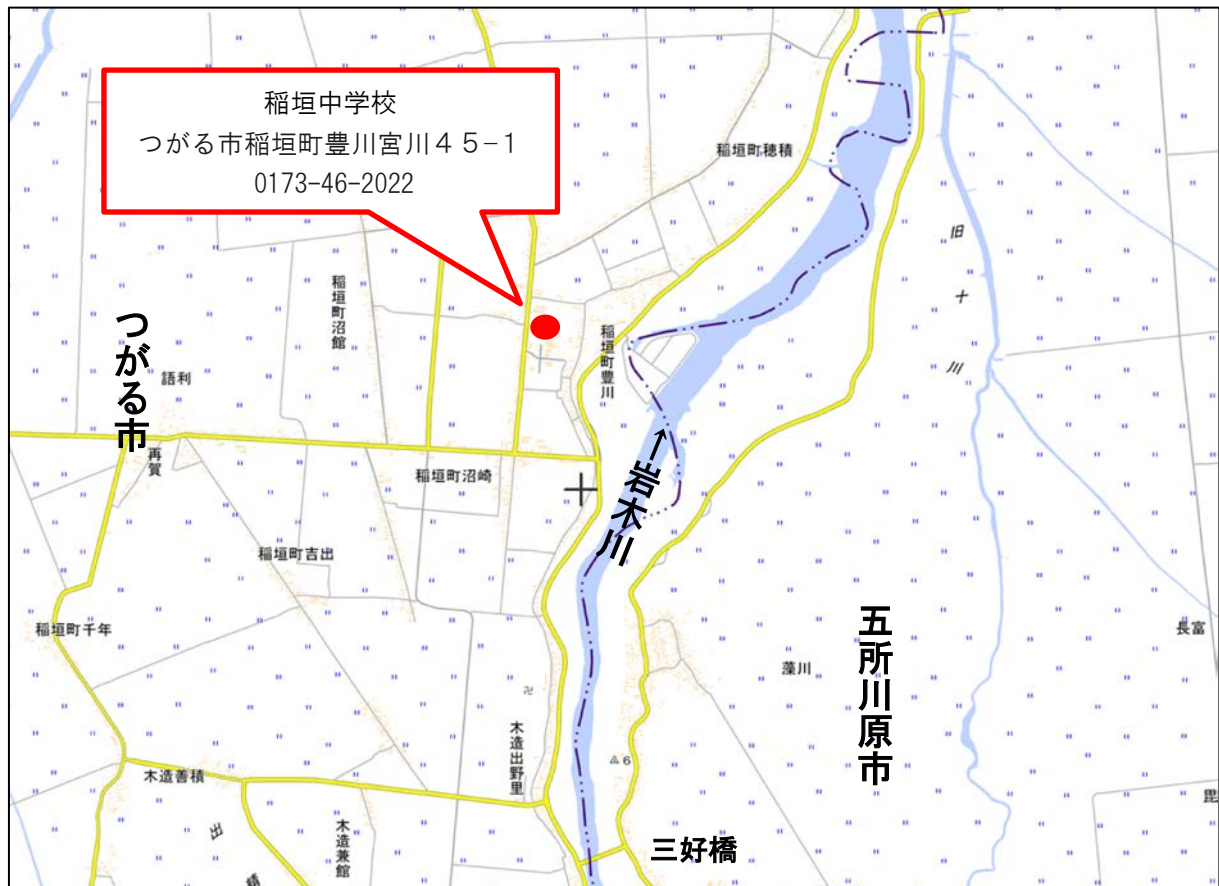 稲垣中学校
つがる市稲垣町豊川宮川４５−１
0173-46-2022
稲垣町穂積
旧十川
稲垣町沼館
稲垣町豊川
つがる市
語利
再賀
稲垣町沼崎
←岩木川
稲垣町吉出
稲垣町千年
五所川原市
長富
藻川
木造出野里
6
木造善積
毘
出
積
木造兼館
三好橋